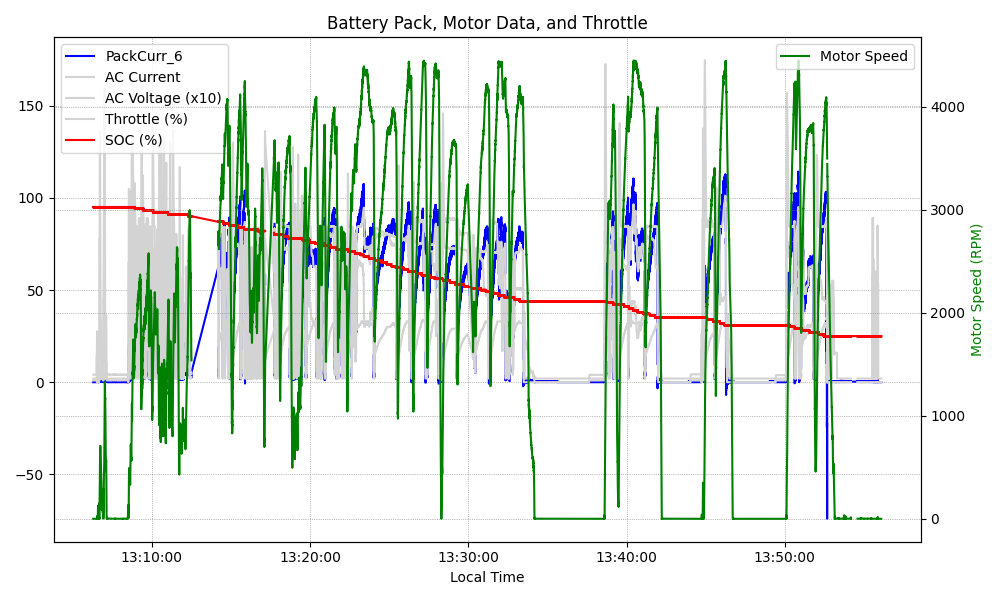 Battery Pack, Motor Data, and Throttle
PackCurr_6
AC Current
AC Voltage (x10)
Throttle (%)
SOC (%)
Motor Speed
150
100
50
0
−50
4000
3000
2000
1000
0
Motor Speed (RPM)
13:10:00 13:20:00 13:30:00 13:40:00 13:50:00
Local Time